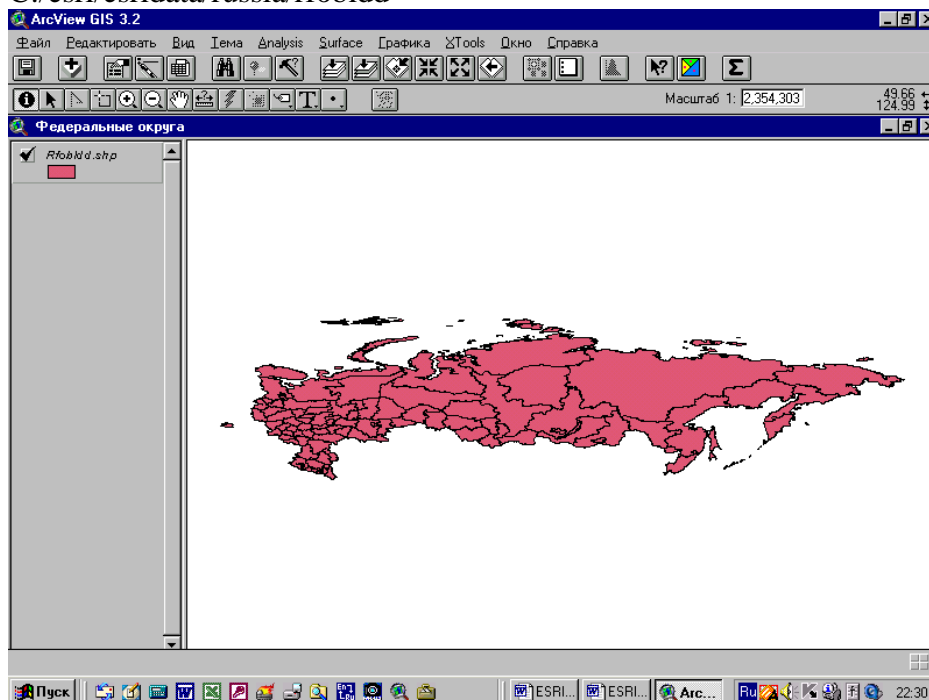 C:/esri/esridata/russia/rfobldd
ArcView GIS 3.2
Файл Редактировать Вид Тема Analysis Surface Графика XTools Окно Справка
Масштаб 1: 2,354,303
49.66
124.99
Федеральные округа
Rfobldd.shp
Пуск
ESRI...
ESRI...
Arc...
Ru
22:30